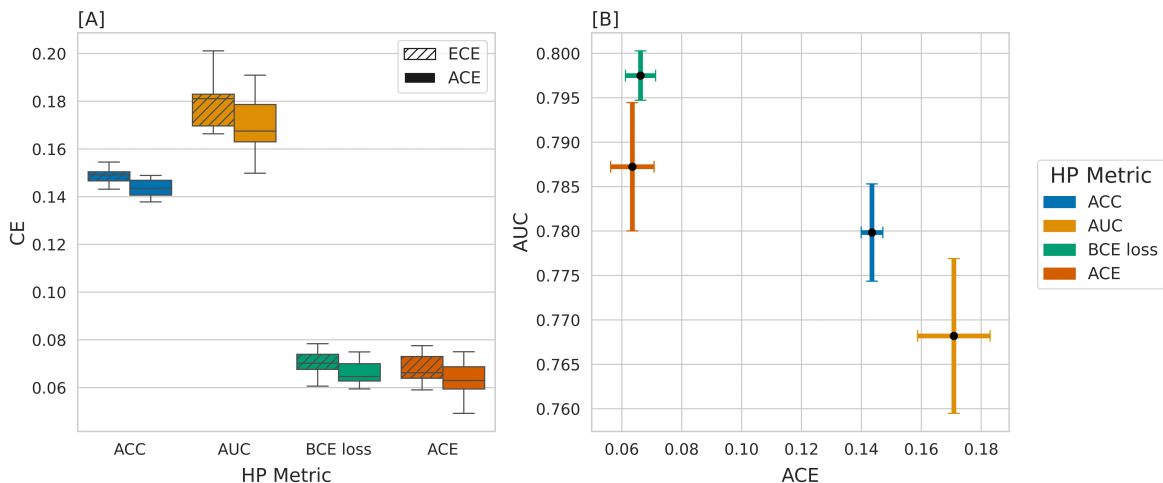 [A]
0.20
0.18
0.16
0.14
0.12
0.10
0.08
0.06
CE
ECE
ACE
ACC
AUC
BCE loss
ACE
HP Metric
[B]
0.800
0.795
0.790
0.785
0.780
0.775
0.770
0.765
0.760
AUC
0.06
0.08
0.10
0.12
0.14
0.16
0.18
ACE
HP Metric
ACC
AUC
BCE loss
ACE